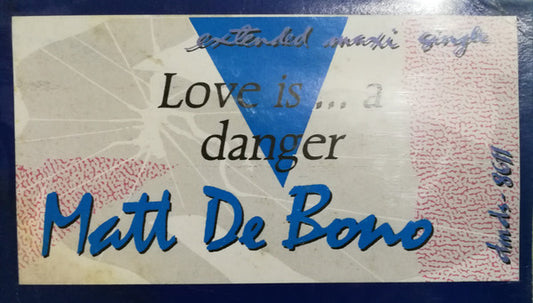 extended maxi single
Love is ... a
danger
Matt De Bono